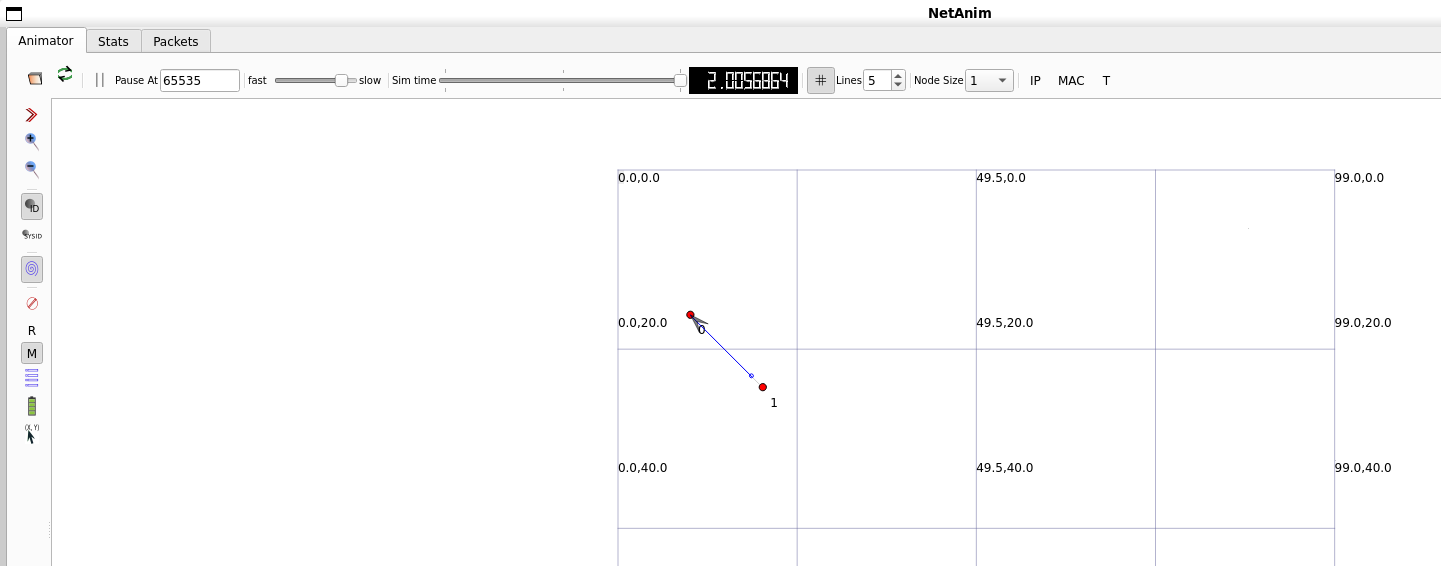 NetAnim
Animator Stats Packets
Pause At 65535 fast slow Sim time 2.005864 Lines 5 Node Size 1 IP MAC T
ID
SYSID
R
M
(X, Y)
0.0,0.0 49.5,0.0 99.0,0.0
0.0,20.0 0 49.5,20.0 99.0,20.0
1
0.0,40.0 49.5,40.0 99.0,40.0